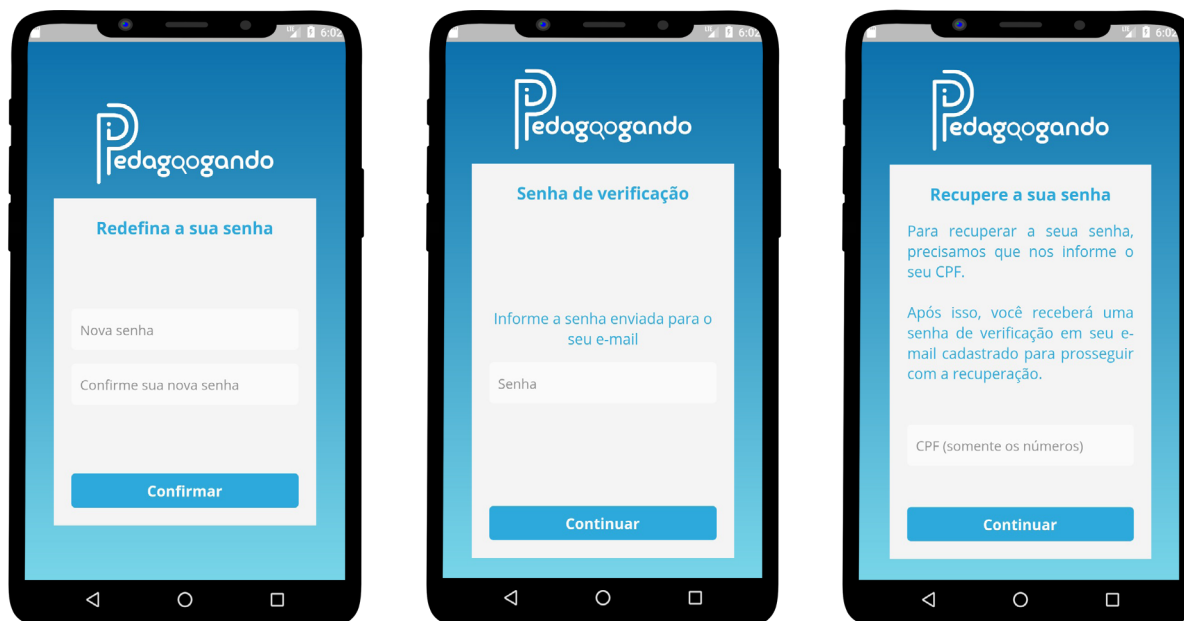 6:02
Pedagogando
Redefina a sua senha
Nova senha
Confirme sua nova senha
Confirmar
6:02
Pedagogando
Senha de verificação
Informe a senha enviada para o
seu e-mail
Senha
Continuar
6:02
Pedagogando
Recupere a sua senha
Para recuperar a seua senha,
precisamos que nos informe o
seu CPF.
Após isso, você receberá uma
senha de verificação em seu e-
mail cadastrado para prosseguir
com a recuperação.
CPF (somente os números)
Continuar